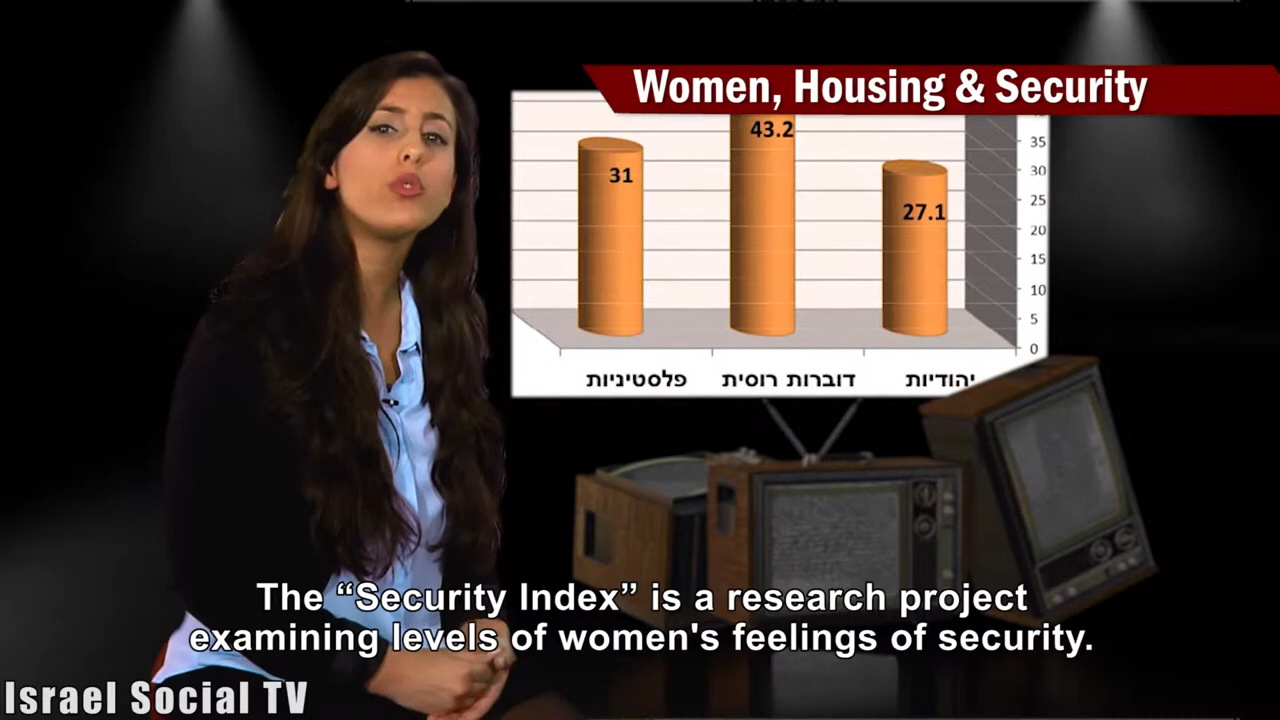 Women, Housing & Security
43.2
31
27.1
35
30
25
20
15
10
5
0
פלסטיניות
דוברות רוסית
יהודיות
The “Security Index” is a research project
examining levels of women's feelings of security.
Israel Social TV